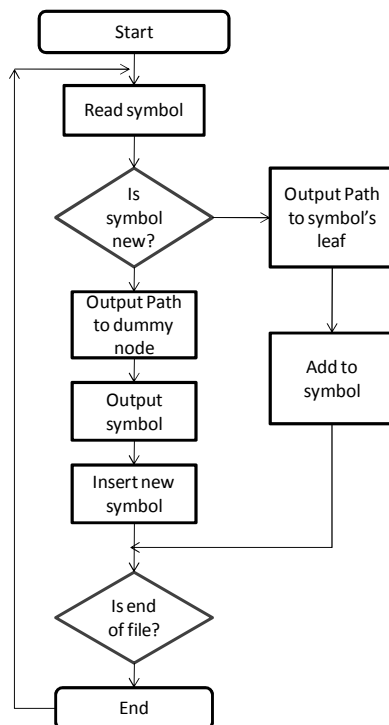 Start
Read symbol
Is
symbol
new?
Output Path
to symbol's
leaf
Output Path
to dummy
node
Add to
symbol
Output
symbol
Insert new
symbol
Is end
of file?
End